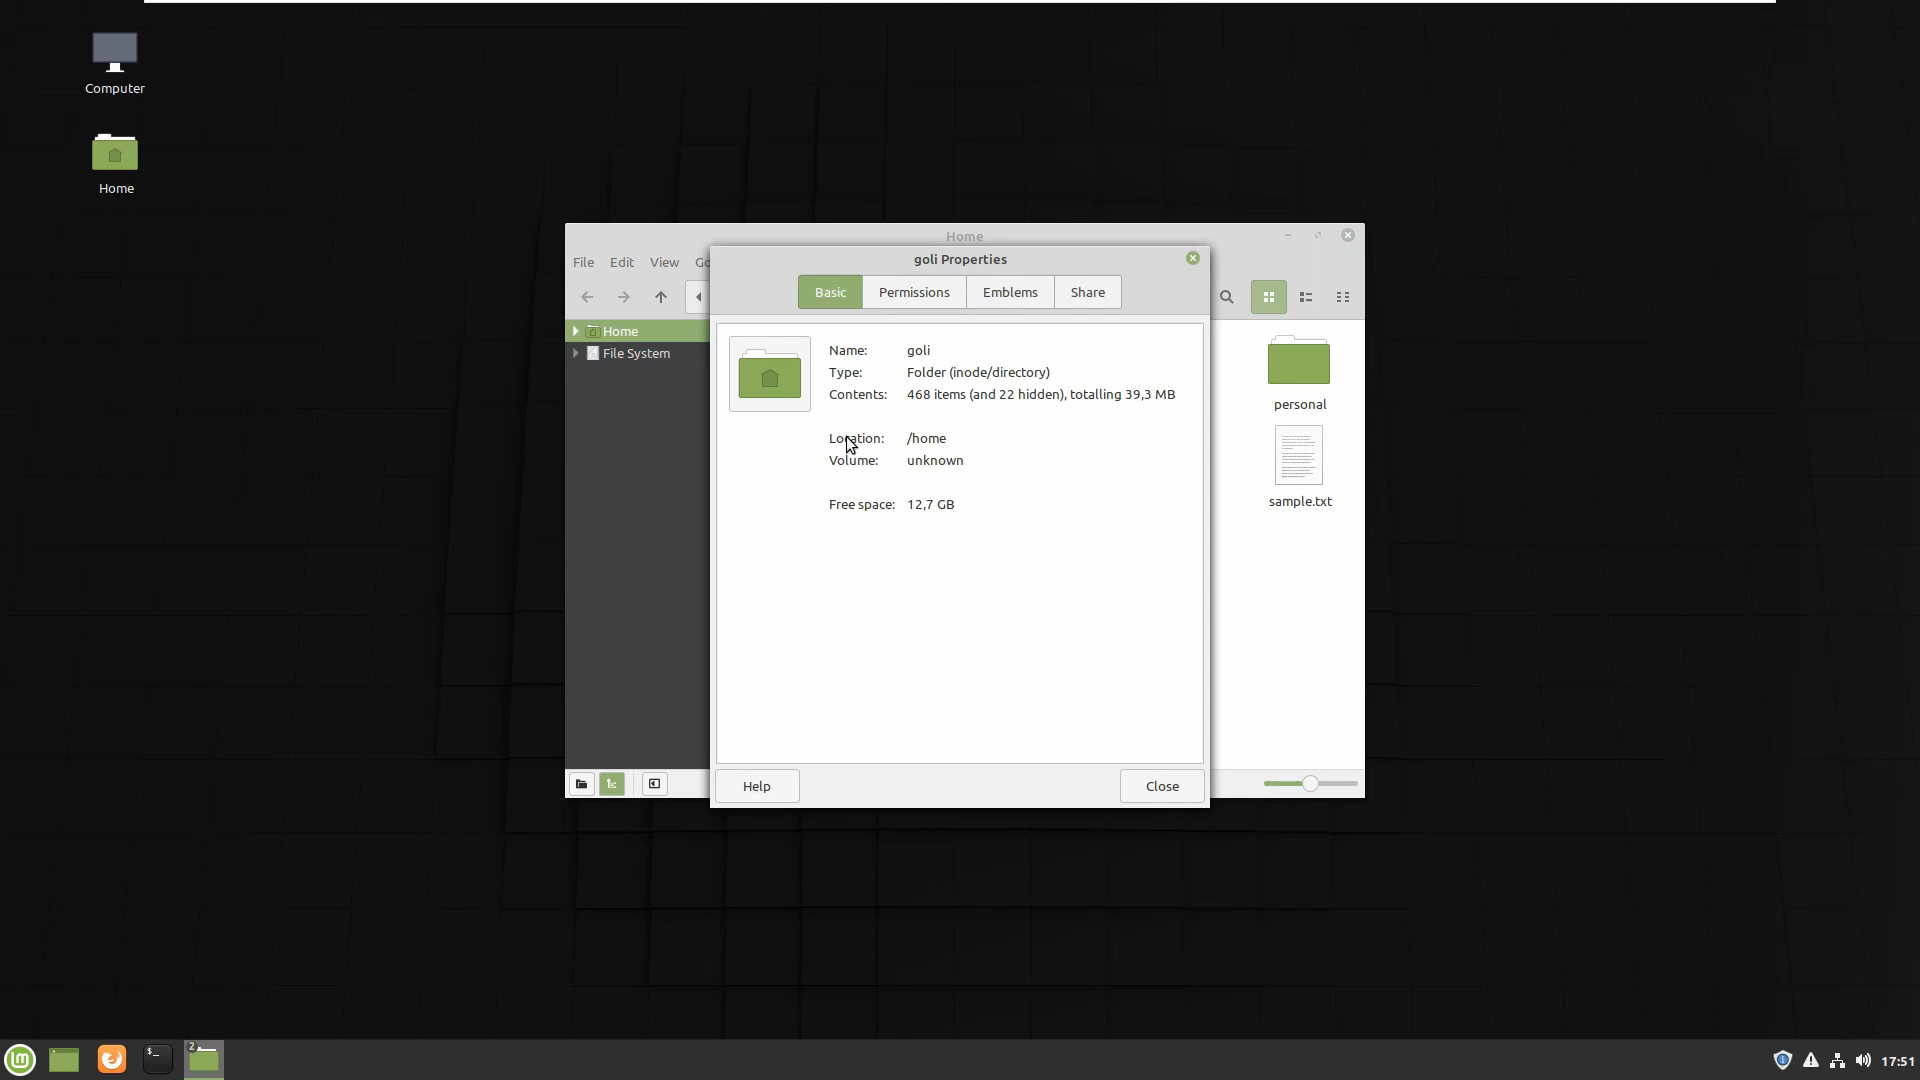 Computer
Home
Home
File Edit View Go
goli Properties
Basic Permissions Emblems Share
Home
File System
Name: goli
Type: Folder (inode/directory)
Contents: 468 items (and 22 hidden), totalling 39,3 MB
Location: /home
Volume: unknown
Free space: 12,7 GB
personal
sample.txt
Help
Close
2
$_
17:51